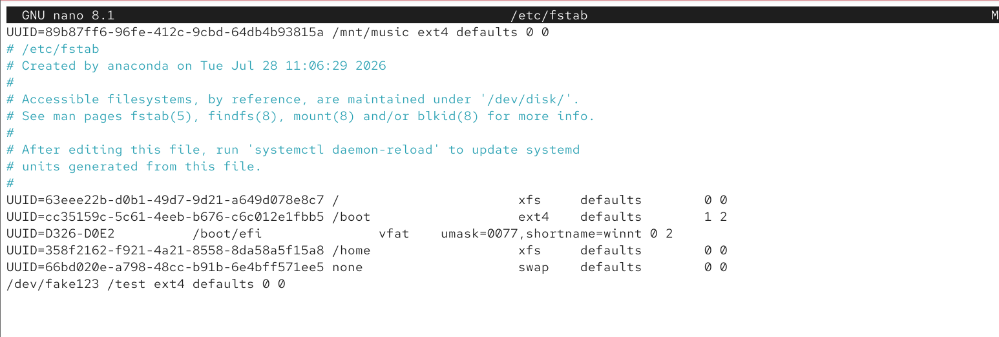 GNU nano 8.1 /etc/fstab M
UUID=89b87ff6-96fe-412c-9cbd-64db4b93815a /mnt/music ext4 defaults 0 0
# /etc/fstab
# Created by anaconda on Tue Jul 28 11:06:29 2026
#
# Accessible filesystems, by reference, are maintained under '/dev/disk/'.
# See man pages fstab(5), findfs(8), mount(8) and/or blkid(8) for more info.
#
# After editing this file, run 'systemctl daemon-reload' to update systemd
# units generated from this file.
#
UUID=63eee22b-d0b1-49d7-9d21-a649d078e8c7 / xfs defaults 0 0
UUID=cc35159c-5c61-4eeb-b676-c6c012e1fbb5 /boot ext4 defaults 1 2
UUID=D326-D0E2 /boot/efi vfat umask=0077,shortname=winnt 0 2
UUID=358f2162-f921-4a21-8558-8da58a5f15a8 /home xfs defaults 0 0
UUID=66bd020e-a798-48cc-b91b-6e4bff571ee5 none swap defaults 0 0
/dev/fake123 /test ext4 defaults 0 0